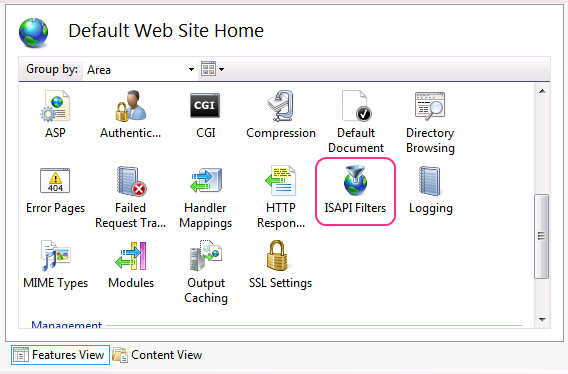 Default Web Site Home
Group by: Area
ASP Authentic... CGI Compression Default Document Directory Browsing
404
Error Pages Failed Request Tra... Handler Mappings HTTP Respon... ISAPI Filters Logging
MIME Types Modules Output Caching SSL Settings
Management
Features View Content View